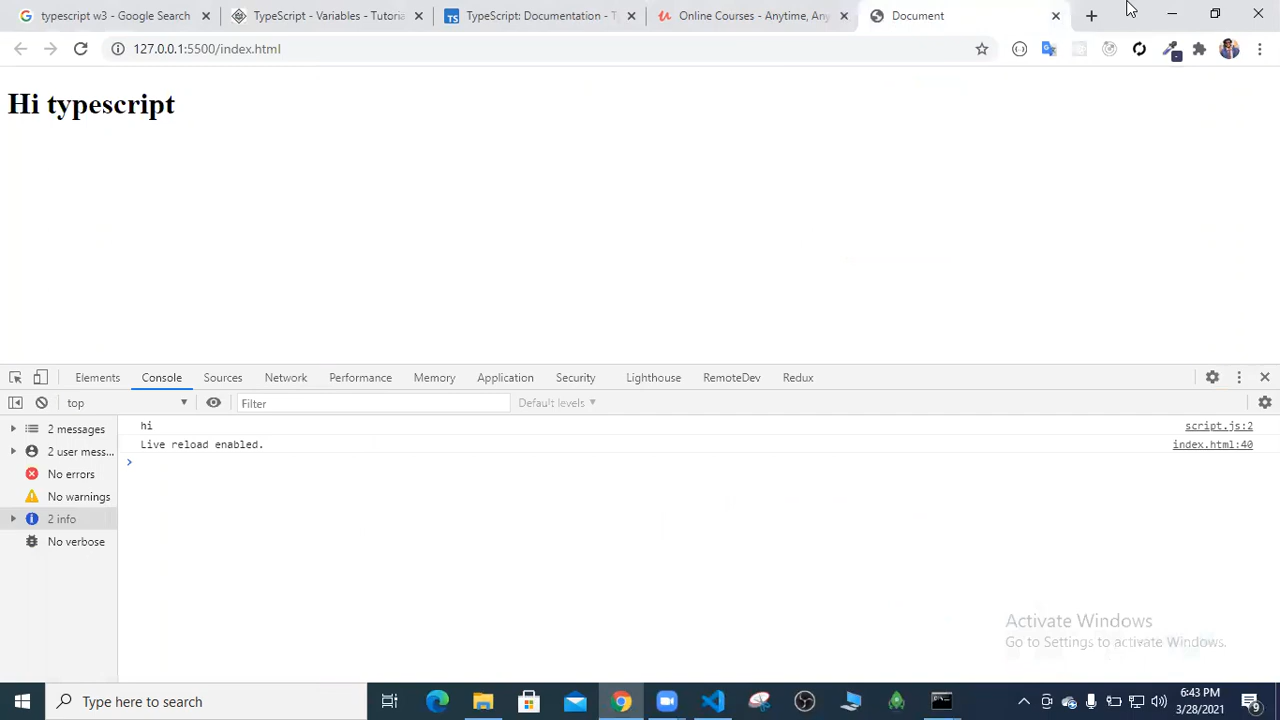 typescript w3 - Google Search
TypeScript - Variables - Tutoria
TS
TypeScript: Documentation - T
Online Courses - Anytime, Any
Document
127.0.0.1:5500/index.html
Hi typescript
Elements
Console
Sources
Network
Performance
Memory
Application
Security
Lighthouse
RemoteDev
Redux
top
Filter
Default levels
2 messages
2 user mess...
No errors
No warnings
2 info
No verbose
hi
script.js:2
Live reload enabled.
index.html:40
Activate Windows
Go to Settings to activate Windows.
Type here to search
6:43 PM
3/28/2021
9